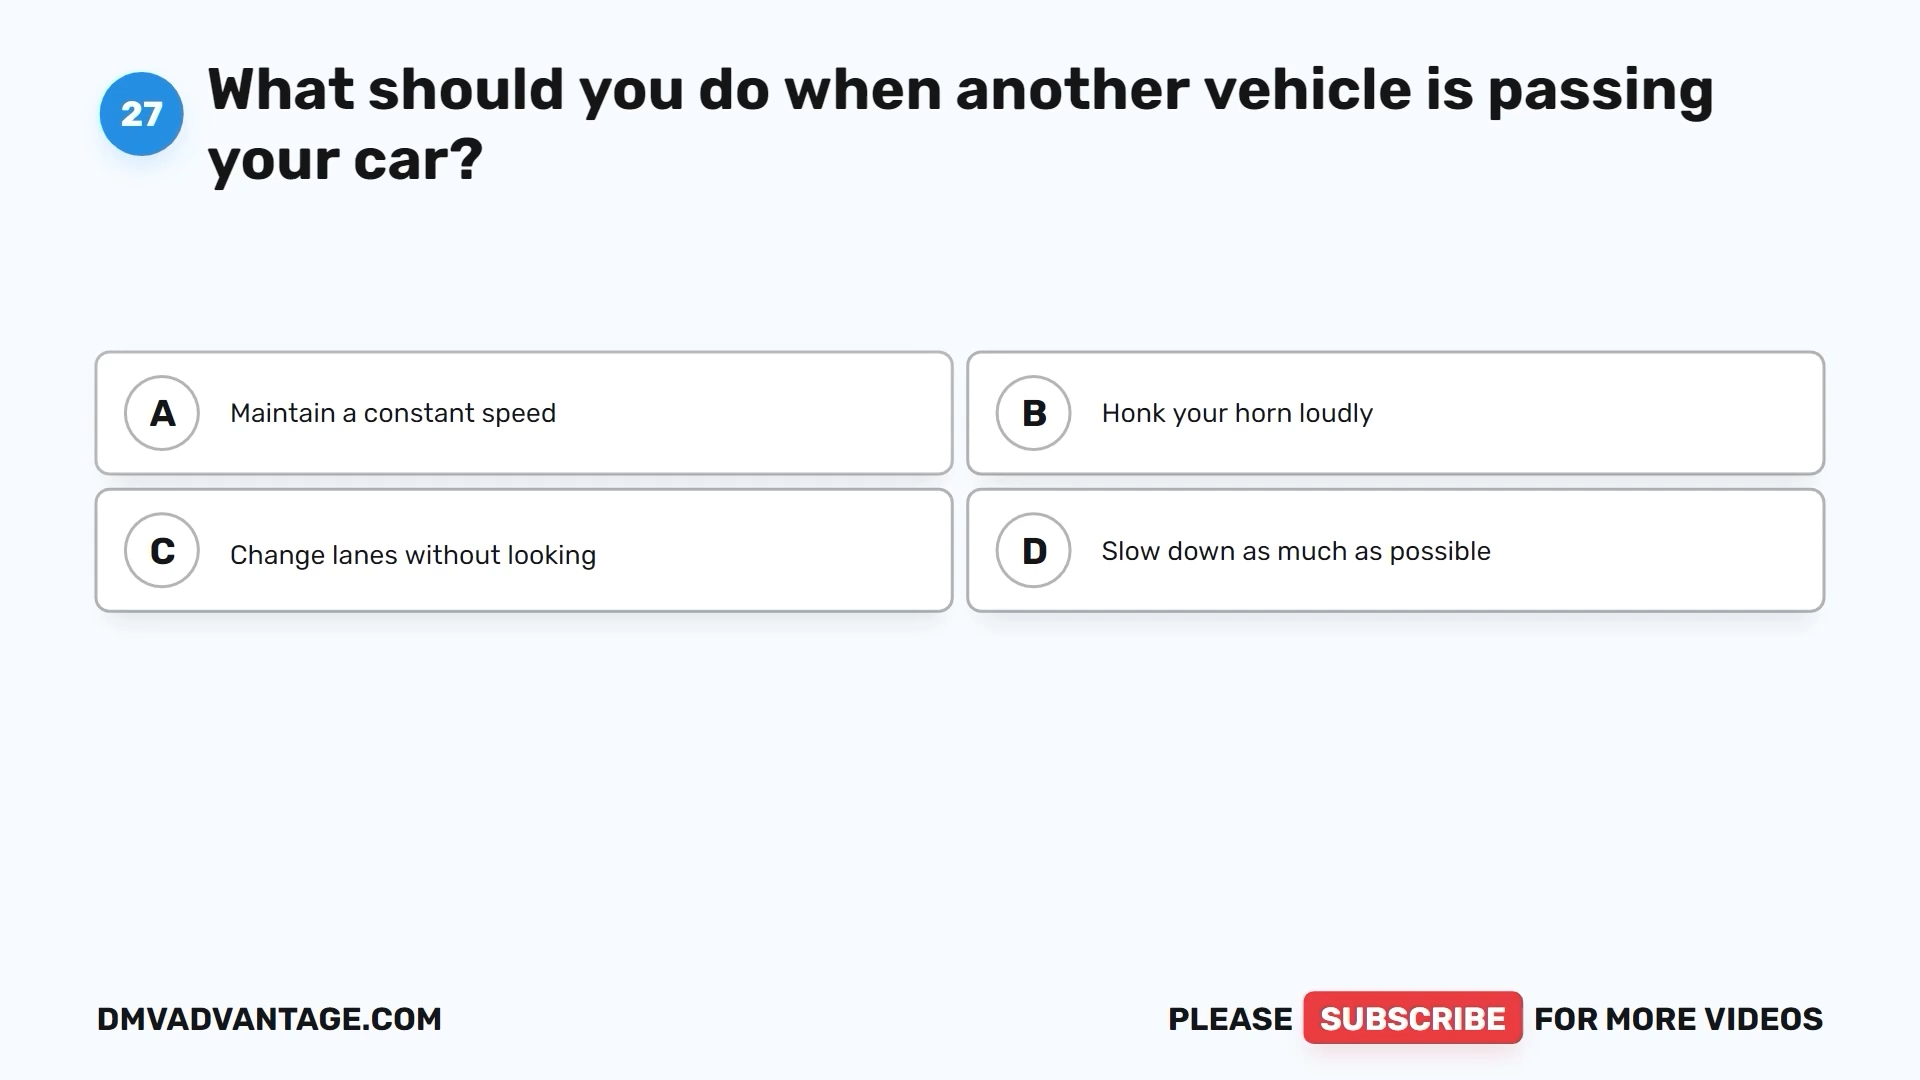 27
What should you do when another vehicle is passing
your car?
A Maintain a constant speed
B Honk your horn loudly
C Change lanes without looking
D Slow down as much as possible
DMVADVANTAGE.COM
PLEASE SUBSCRIBE FOR MORE VIDEOS